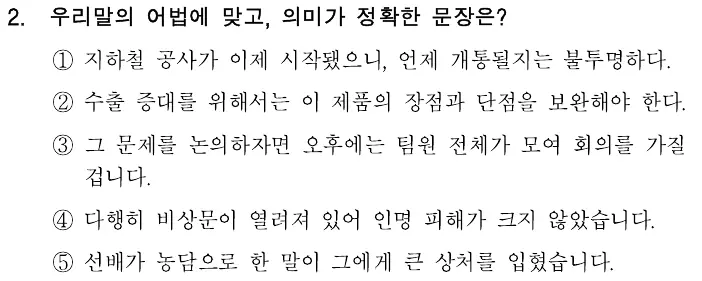 2. 우리말의 어법에 맞고, 의미가 정확한 문장은?
① 지하철 공사가 이제 시작됐으니, 언제 개통될지는 불투명하다.
② 수출 증대를 위해서는 이 제품의 장점과 단점을 보완해야 한다.
③ 그 문제를 논의하자면 오후에는 팀원 전체가 모여 회의를 가질
겁니다.
④ 다행히 비상문이 열려져 있어 인명 피해가 크지 않았습니다.
⑤ 선배가 농담으로 한 말이 그에게 큰 상처를 입혔습니다.